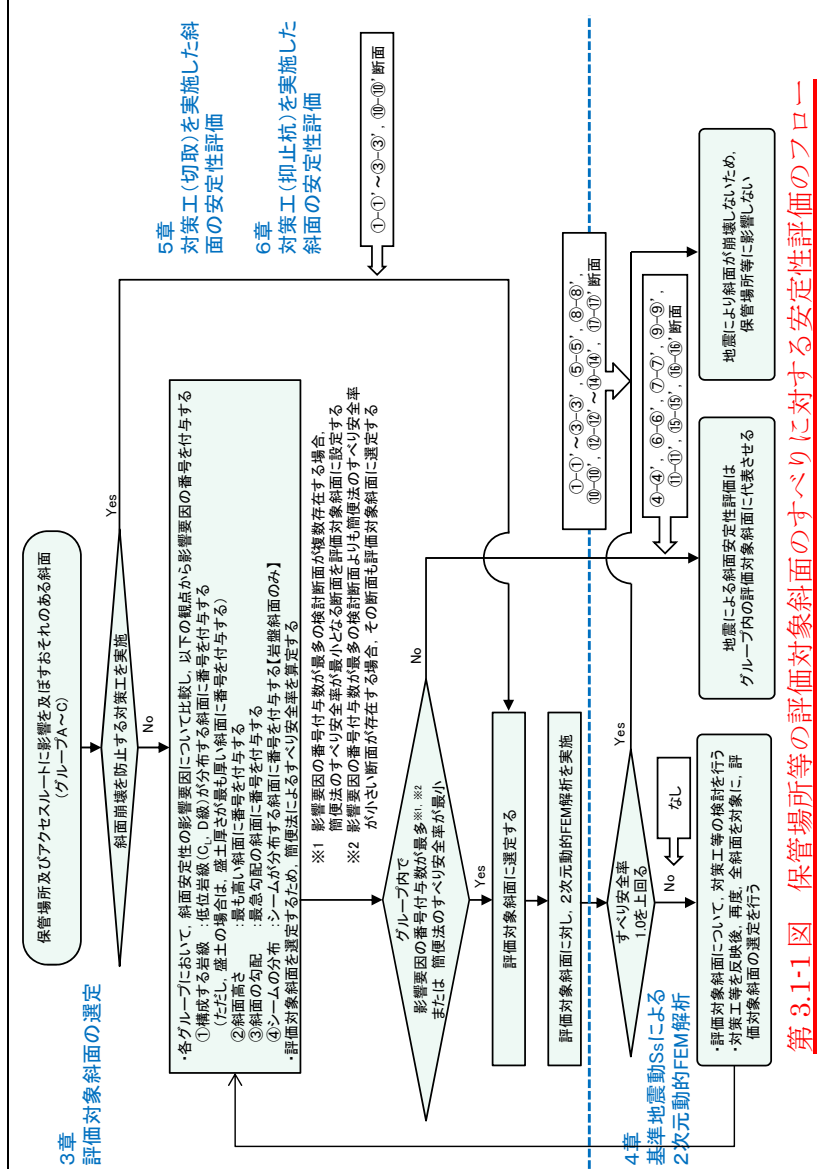 3章
評価対象斜面の選定
保管場所及びアクセスルートに影響を及ぼすおそれのある斜面
(グループA～C)
斜面崩壊を防止する対策工を実施
Yes
No
5章
対策工(切取)を実施した斜
面の安定性評価
6章
対策工(抑止杭)を実施した
斜面の安定性評価
①-①’～③-③’, ⑩-⑩’断面
・各グループにおいて, 斜面安定性の影響要因について比較し, 以下の観点から影響要因の番号を付与する
①構成する岩級 :低位岩級(CL, D級)が分布する斜面に番号を付与する
(ただし, 盛土の場合は, 盛土厚さが最も厚い斜面に番号を付与する)
②斜面高さ :最も高い斜面に番号を付与する
③斜面の勾配 :最急勾配の斜面に番号を付与する
④シームの分布 :シームが分布する斜面に番号を付与する【岩盤斜面のみ】
・評価対象斜面を選定するため, 簡便法によるすべり安全率を算定する
※1 影響要因の番号付与数が最多の検討断面が複数存在する場合,
簡便法のすべり安全率が最小となる断面を評価対象斜面に設定する
※2 影響要因の番号付与数が最多の検討断面よりも簡便法のすべり安全率
が小さい断面が存在する場合, その断面も評価対象斜面に選定する
グループ内で
影響要因の番号付与数が最多※1, ※2
または 簡便法のすべり安全率が最小
No
Yes
評価対象斜面に選定する
評価対象斜面に対し, 2次元動的FEM解析を実施
4章
基準地震動Ssによる
2次元動的FEM解析
①-①’～③-③’, ⑤-⑤’, ⑧-⑧’,
⑩-⑩’, ⑫-⑫’～⑭-⑭’, ⑰-⑰’断面
すべり安全率
1.0を上回る
Yes
No
なし
④-④’, ⑥-⑥’, ⑦-⑦’, ⑨-⑨’,
⑪-⑪’, ⑮-⑮’, ⑯-⑯’断面
・評価対象斜面について, 対策工等の検討を行う
・対策工等を反映後, 再度, 全斜面を対象に, 評
価対象斜面の選定を行う
地震による斜面安定性評価は
グループ内の評価対象斜面に代表させる
地震により斜面が崩壊しないため,
保管場所等に影響しない
第 3.1-1 図 保管場所等の評価対象斜面のすべりに対する安定性評価のフロー